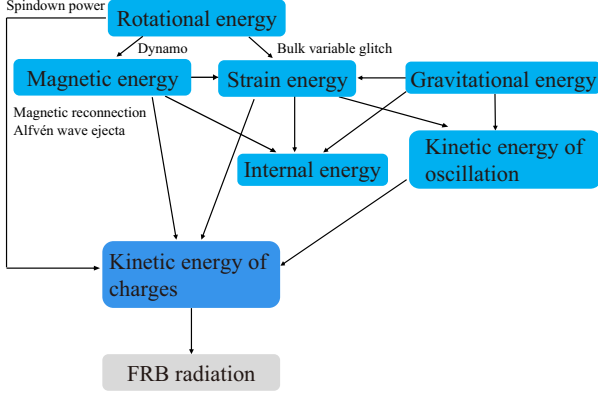 Spindown power
Rotational energy
Dynamo
Bulk variable glitch
Magnetic energy
Strain energy
Gravitational energy
Magnetic reconnection
Alfvén wave ejecta
Kinetic energy of
oscillation
Internal energy
Kinetic energy of
charges
FRB radiation